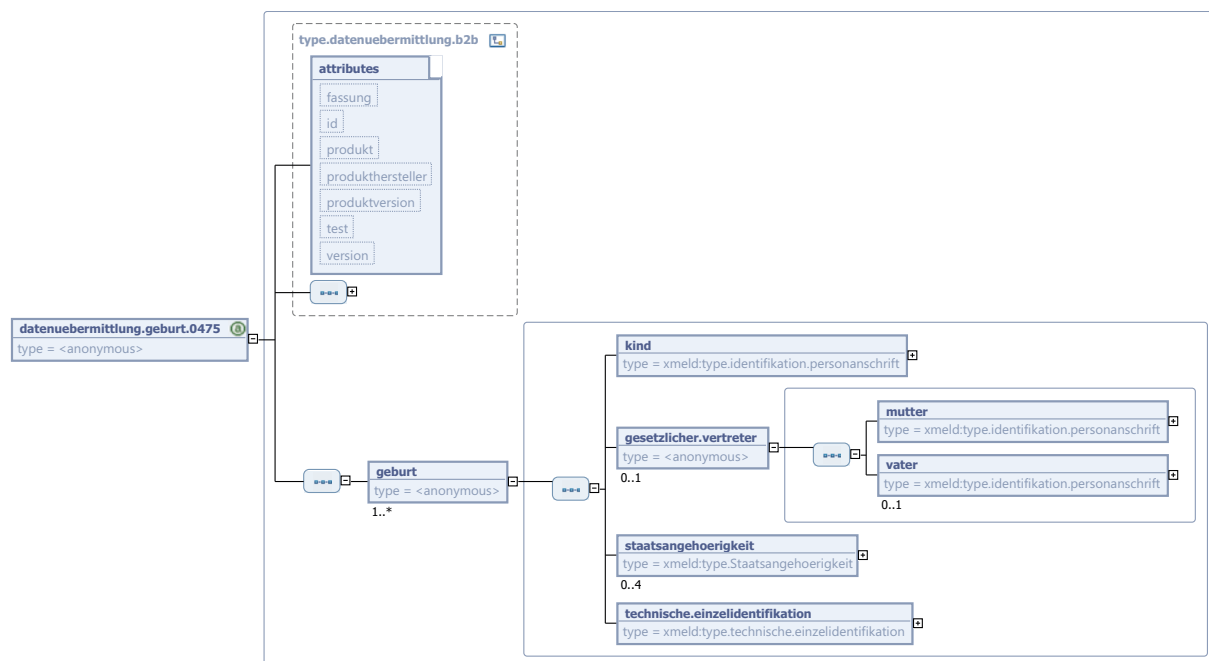 type.datenuebermittlung.b2b
attributes
fassung
id
produkt
produkthersteller
produktversion
test
version
datenuebermittlung.geburt.0475 a
type = <anonymous>
geburt
type = <anonymous>
1..*
kind
type = xmeld:type.identifikation.personanschrift
gesetzlicher.vertreter
type = <anonymous>
0..1
mutter
type = xmeld:type.identifikation.personanschrift
vater
type = xmeld:type.identifikation.personanschrift
0..1
staatsangehoerigkeit
type = xmeld:type.Staatsangehoerigkeit
0..4
technische.einzelidentifikation
type = xmeld:type.technische.einzelidentifikation